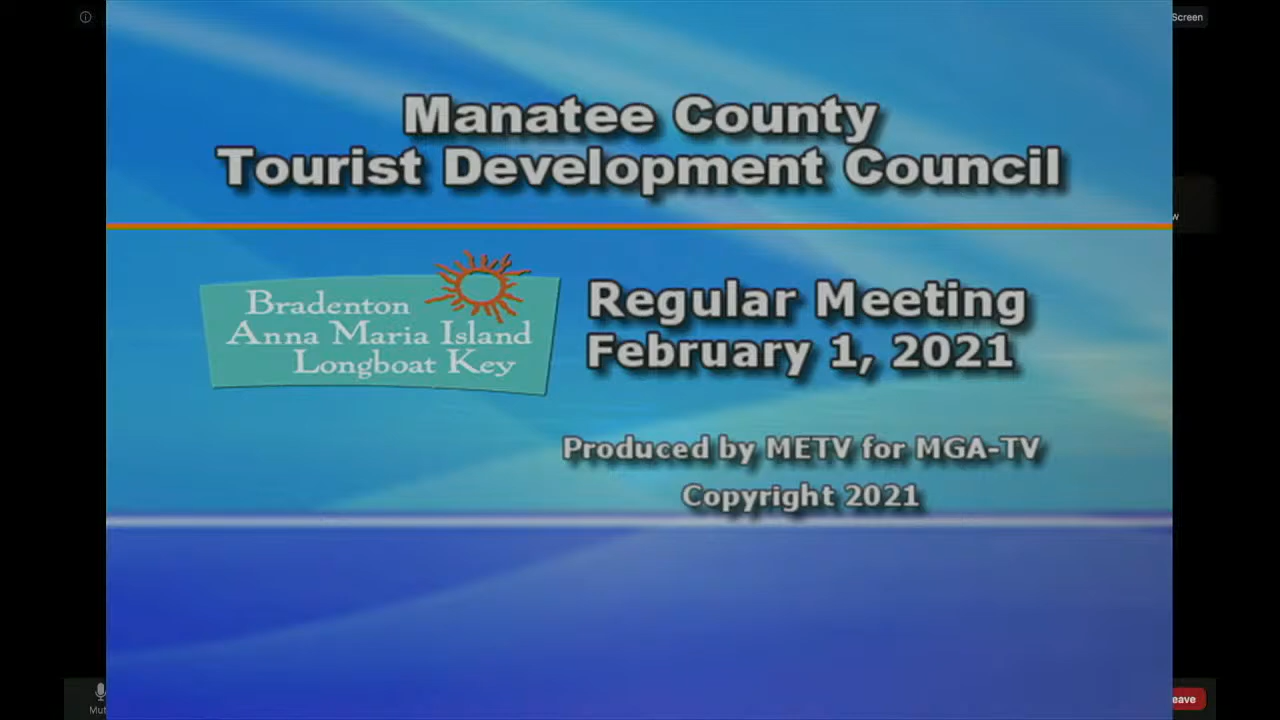 Screen
Manatee County
Tourist Development Council
Bradenton
Anna Maria Island
Longboat Key
Regular Meeting
February 1, 2021
Produced by METV for MGA-TV
Copyright 2021